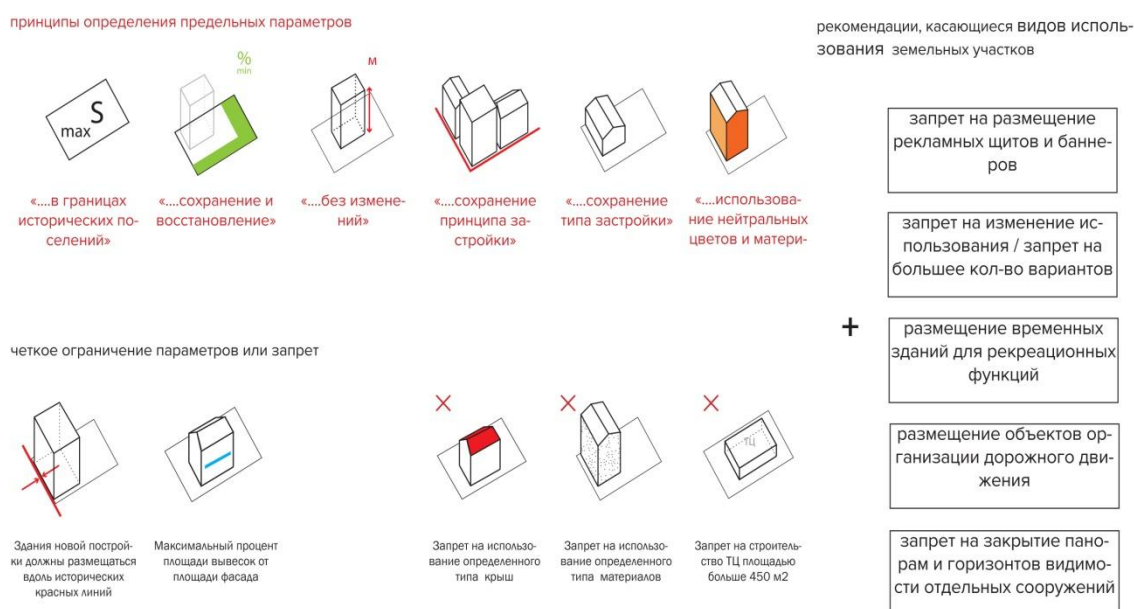 принципы определения предельных параметров
%
min
м
S
max
«....в границах
исторических по-
селений»
«....сохранение и
восстановление»
«....без измене-
ний»
«....сохранение
принципа за-
стройки»
«....сохранение
типа застройки»
«....использова-
ние нейтральных
цветов и матери-
четкое ограничение параметров или запрет
ТЦ
Здания новой построй-
ки должны размещаться
вдоль исторических
красных линий
Максимальный процент
площади вывесок от
площади фасада
Запрет на использо-
вание определенного
типа крыш
Запрет на использо-
вание определенного
типа материалов
Запрет на строитель-
ство ТЦ площадью
больше 450 м2
+
рекомендации, касающиеся видов исполь-
зования земельных участков
запрет на размещение
рекламных щитов и банне-
ров
запрет на изменение ис-
пользования / запрет на
большее кол-во вариантов
размещение временных
зданий для рекреационных
функций
размещение объектов ор-
ганизации дорожного дви-
жения
запрет на закрытие пано-
рам и горизонтов видимо-
сти отдельных сооружений